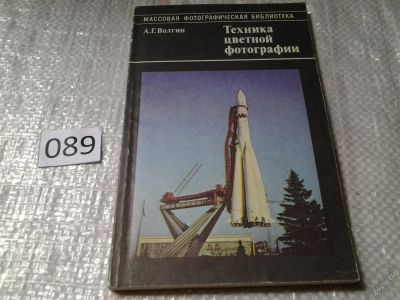 МАССОВАЯ ФОТОГРАФИЧЕСКАЯ БИБЛИОТЕКА
А.Г. Волгин
Техника
цветной
фотографии
089